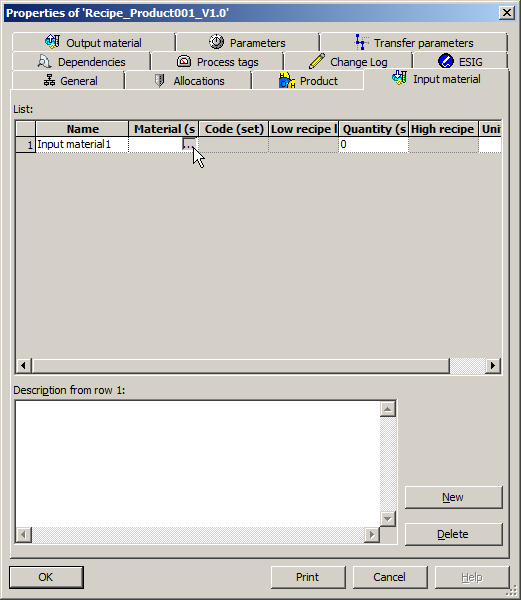 Properties of 'Recipe_Product001_V1.0'
Output material Parameters Transfer parameters
Dependencies Process tags Change Log ESIG
General Allocations Product Input material
List:
Name Material (s Code (set) Low recipe l Quantity (s High recipe Uni
1 Input material1 ... 0
Description from row 1:
New
Delete
OK Print Cancel Help